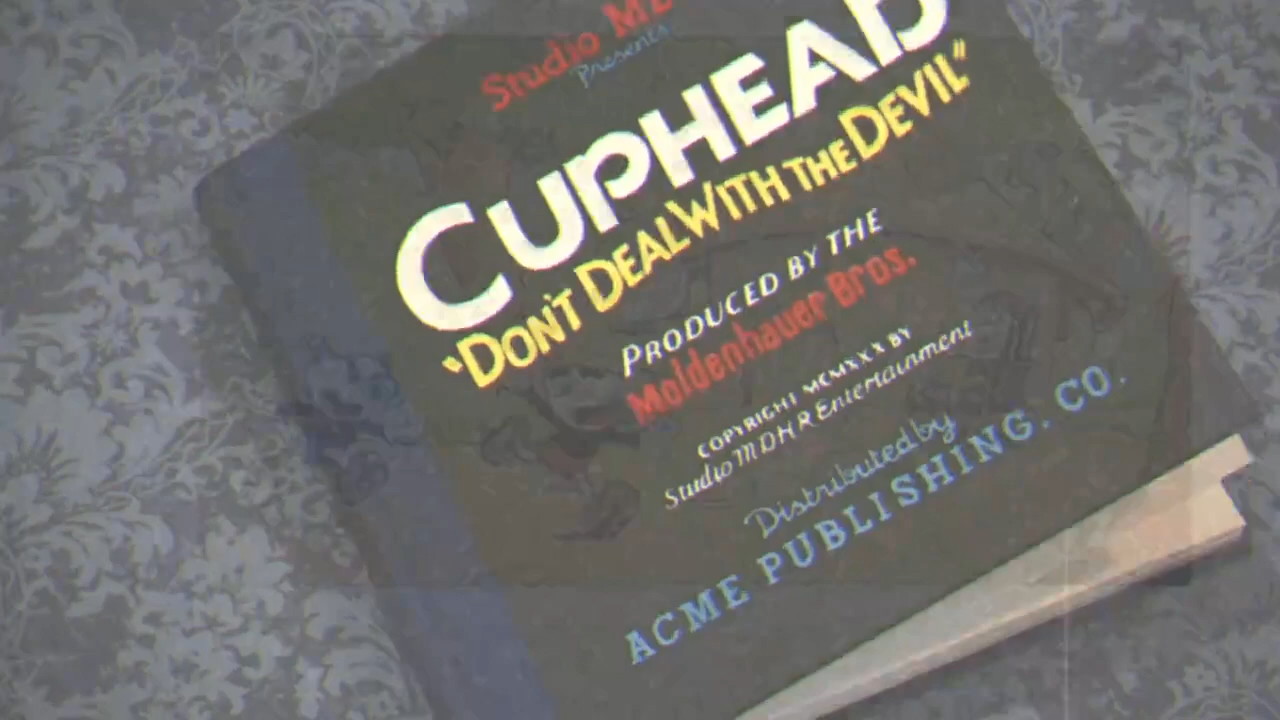 Studio
Presents
CUPHEAD
"DON'T DEAL WITH THE DEVIL"
PRODUCED BY THE
Moldenhauer Bros.
COPYRIGHT MCMXXX BY
Studio MDHR Entertainment
Distributed by
ACME PUBLISHING. CO.